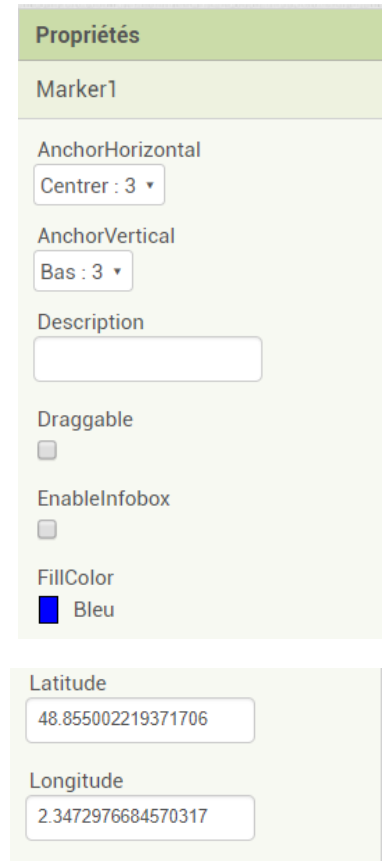 Propriétés
Marker1
AnchorHorizontal
Centrer : 3
AnchorVertical
Bas : 3
Description
Draggable
EnableInfobox
FillColor
Bleu
Latitude
48.855002219371706
Longitude
2.3472976684570317